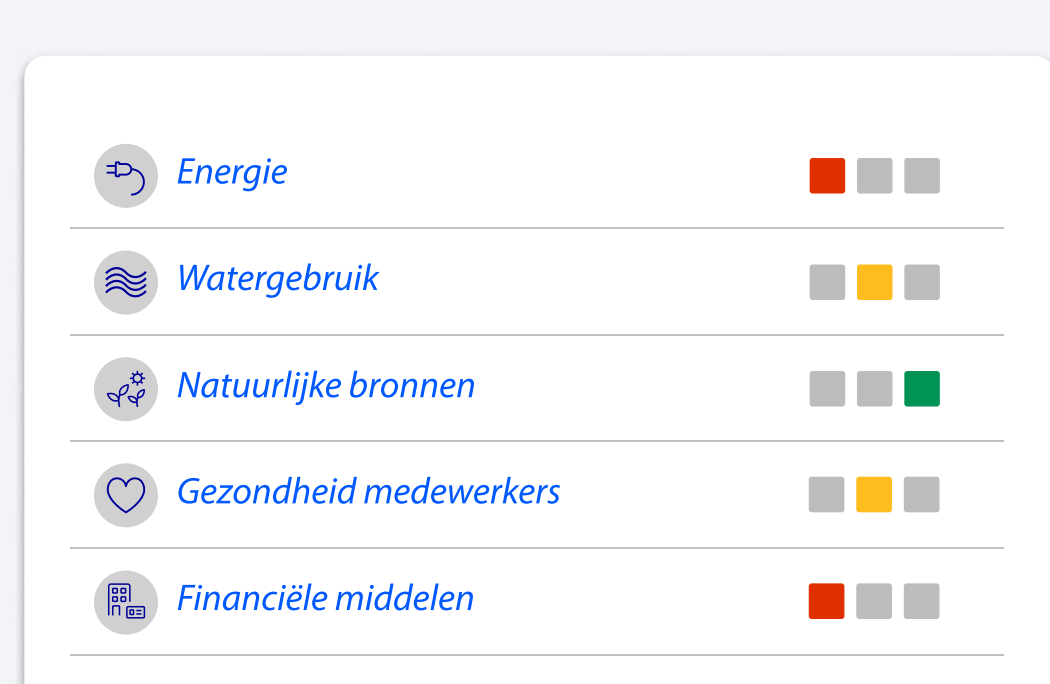 Energie
Watergebruik
Natuurlijke bronnen
Gezondheid medewerkers
Financiële middelen